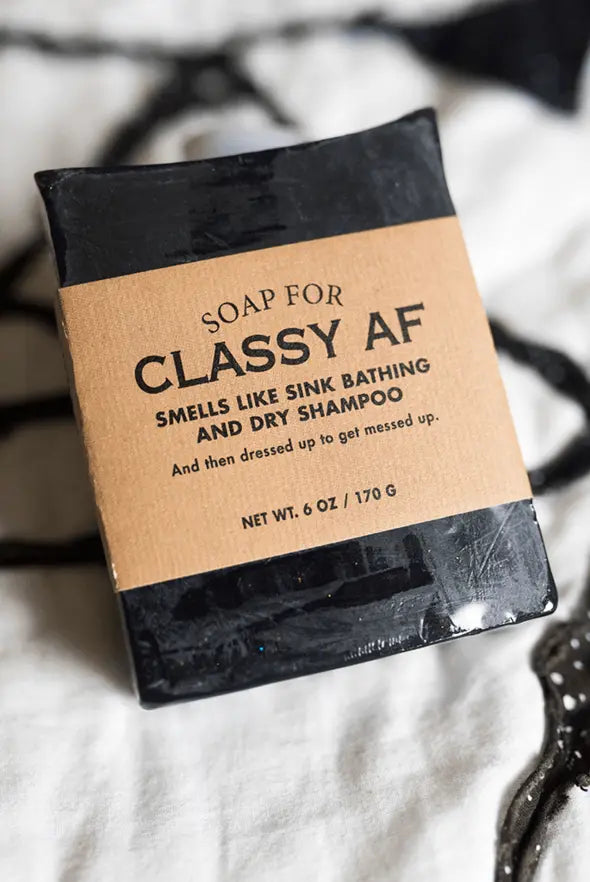 SOAP FOR
CLASSY AF
SMELLS LIKE SINK BATHING
AND DRY SHAMPOO
And then dressed up to get messed up.
NET WT. 6 OZ / 170 G